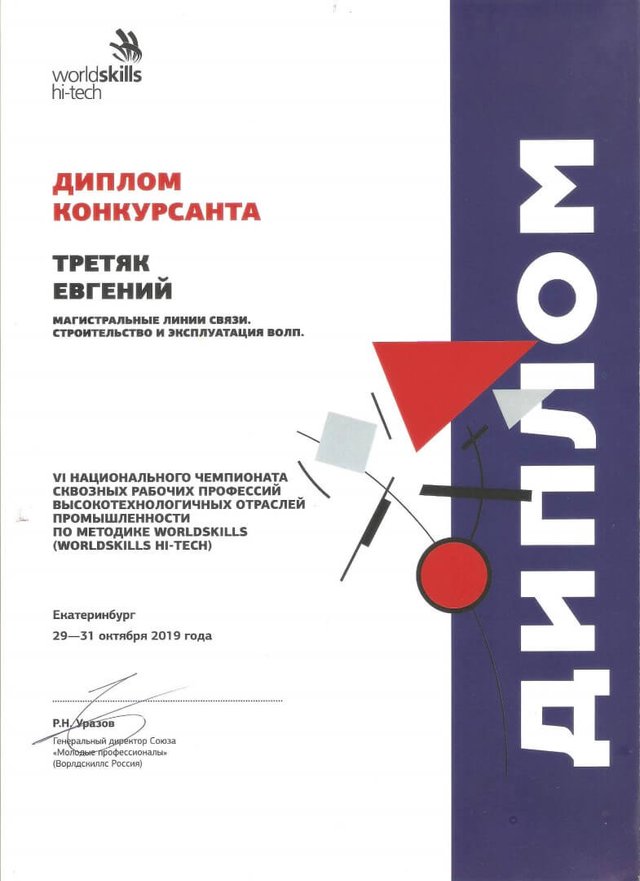 worldskills
hi-tech
ДИПЛОМ
КОНКУРСАНТА
ТРЕТЯК
ЕВГЕНИЙ
МАГИСТРАЛЬНЫЕ ЛИНИИ СВЯЗИ.
СТРОИТЕЛЬСТВО И ЭКСПЛУАТАЦИЯ ВОЛП.
VI НАЦИОНАЛЬНОГО ЧЕМПИОНАТА
СКВОЗНЫХ РАБОЧИХ ПРОФЕССИЙ
ВЫСОКОТЕХНОЛОГИЧНЫХ ОТРАСЛЕЙ
ПРОМЫШЛЕННОСТИ
ПО МЕТОДИКЕ WORLDSKILLS
(WORLDSKILLS HI-TECH)
Екатеринбург
29—31 октября 2019 года
Р.Н. Уразов
Генеральный директор Союза
«Молодые профессионалы»
(Ворлдскиллс Россия)
ДИПЛОМ